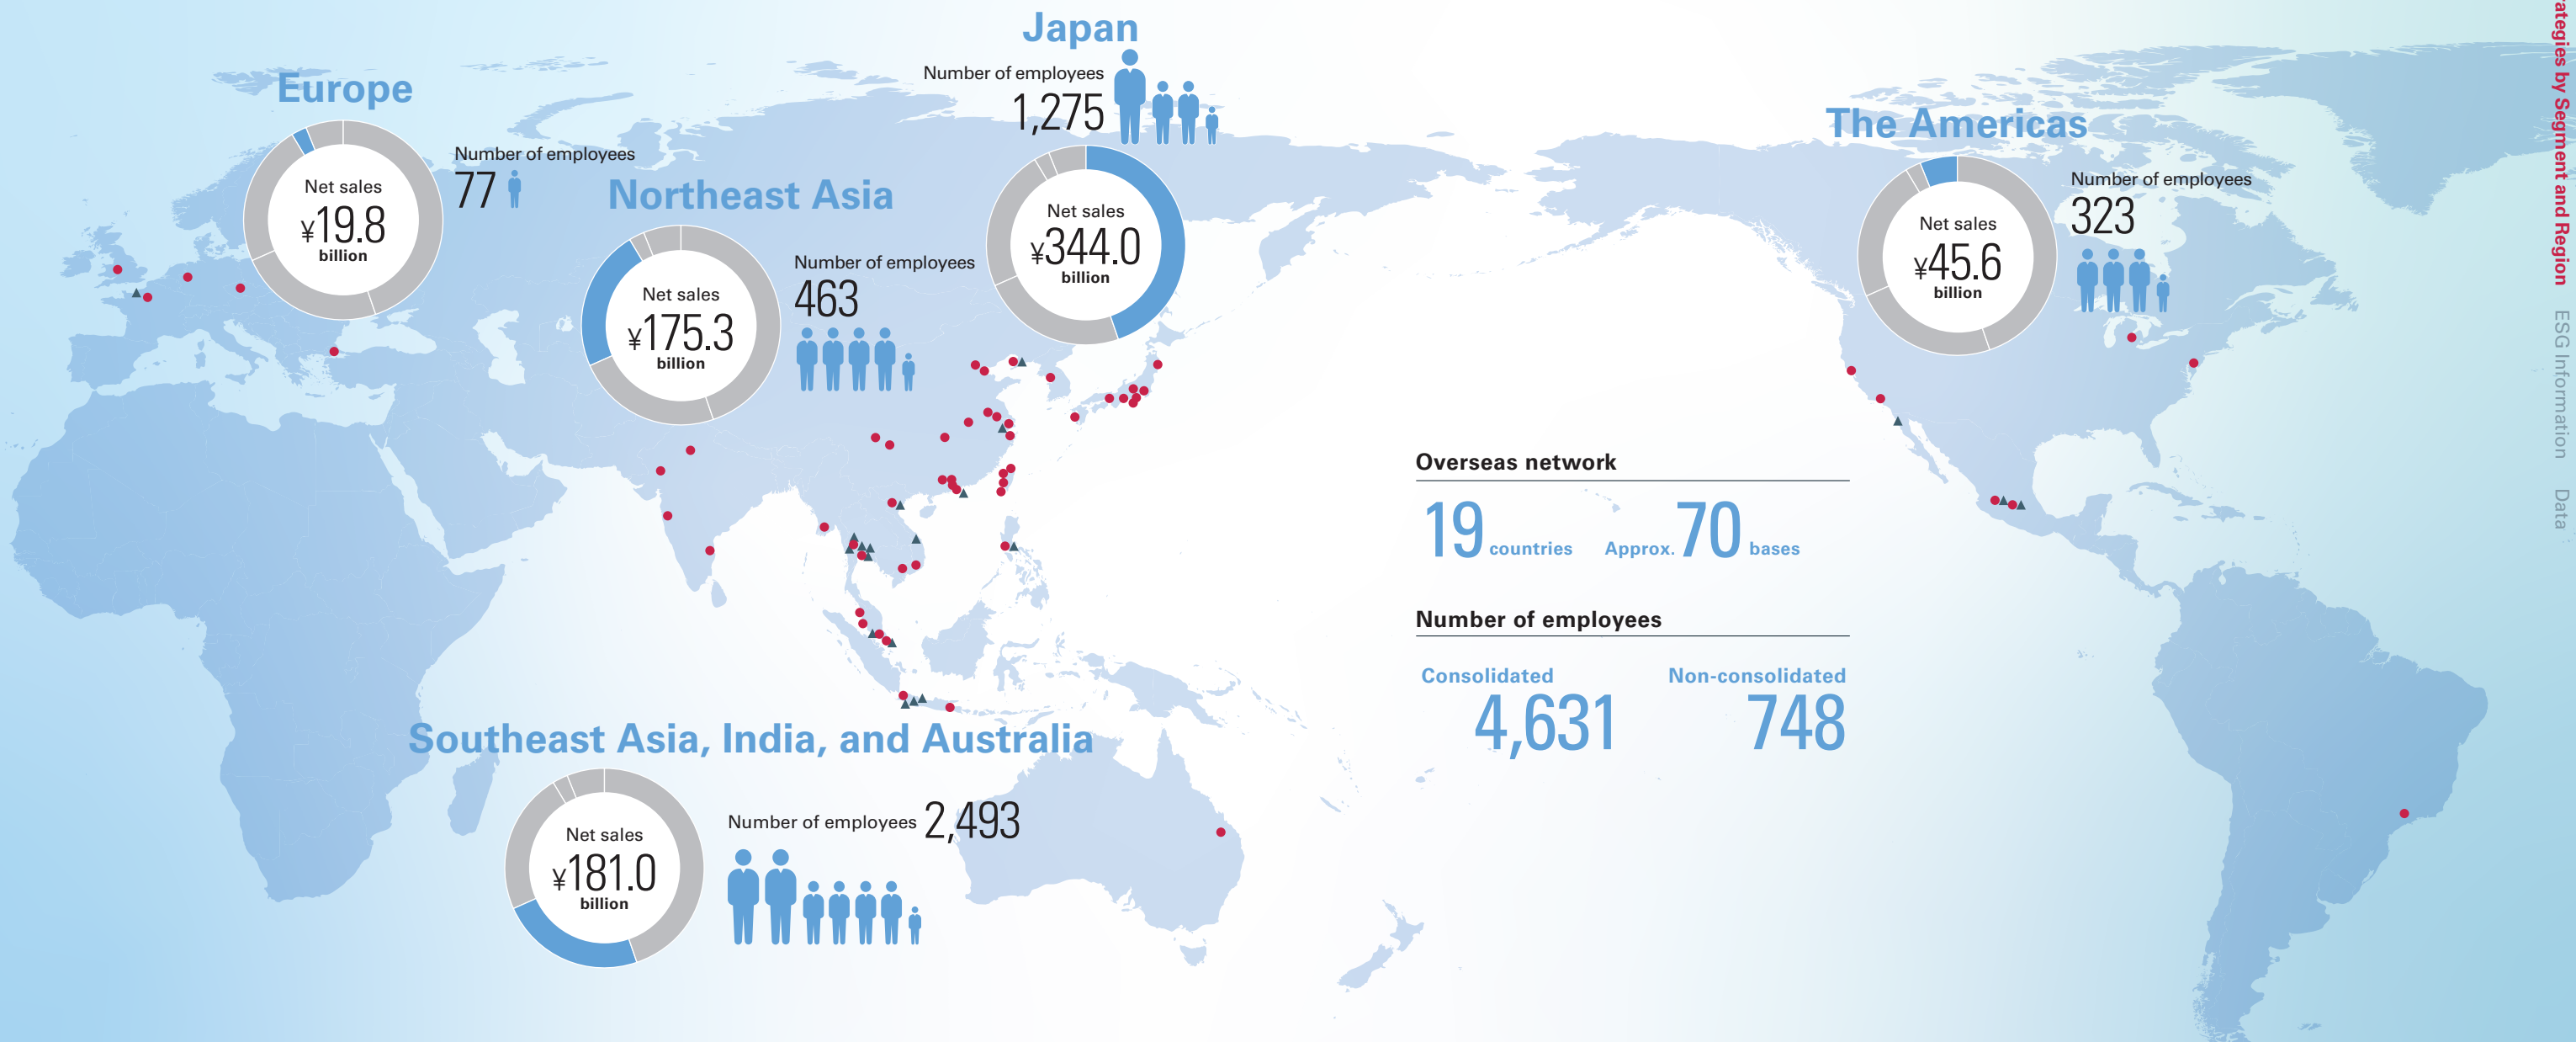 Japan
Number of employees
1,275
Net sales
¥344.0
billion
Europe
Net sales
¥19.8
billion
Number of employees
77
Northeast Asia
Net sales
¥175.3
billion
Number of employees
463
The Americas
Net sales
¥45.6
billion
Number of employees
323
Overseas network
19 countries Approx. 70 bases
Number of employees
Consolidated
4,631
Non-consolidated
748
Southeast Asia, India, and Australia
Net sales
¥181.0
billion
Number of employees 2,493
by Segment and Region ESG Information Data